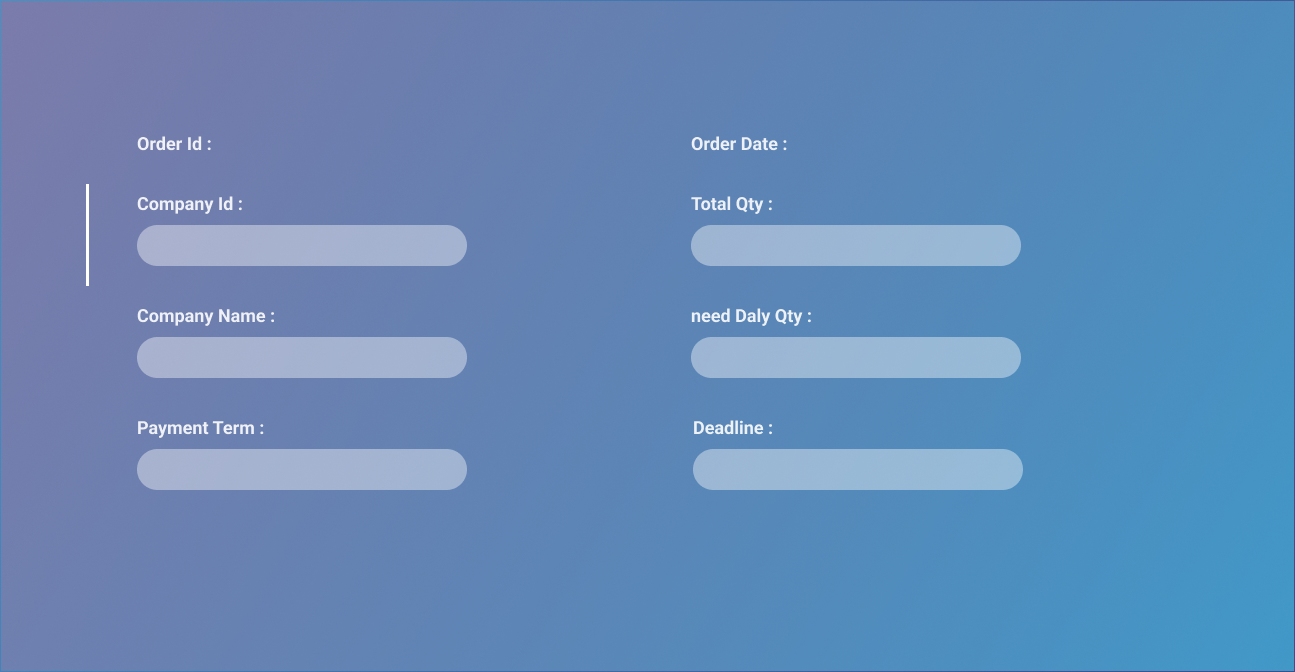 Order Id :
Order Date :
Company Id :
Total Qty :
Company Name :
need Daly Qty :
Payment Term :
Deadline :